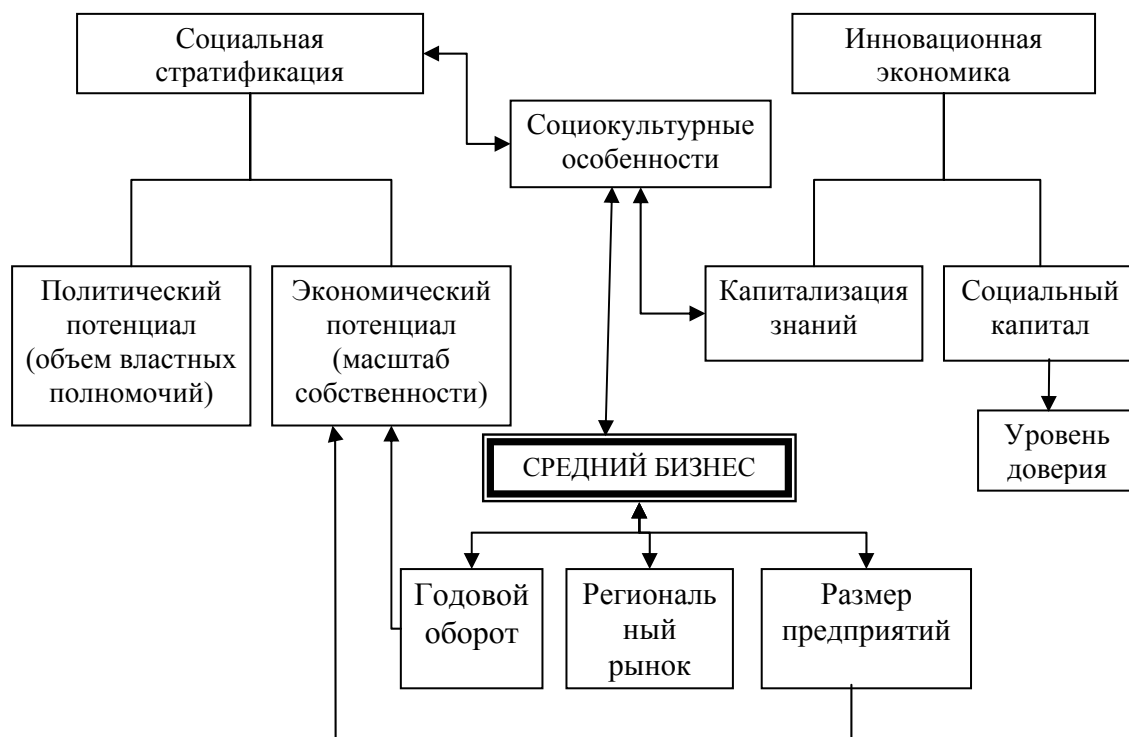 Социальная
стратификация
Инновационная
экономика
Социокультурные
особенности
Политический
потенциал
(объем властных
полномочий)
Экономический
потенциал
(масштаб
собственности)
Капитализация
знаний
Социальный
капитал
Уровень
доверия
СРЕДНИЙ БИЗНЕС
Годовой
оборот
Региональ
ный
рынок
Размер
предприятий